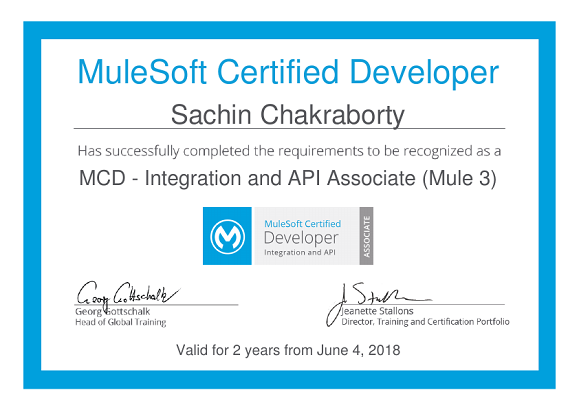 MuleSoft Certified Developer
Sachin Chakraborty
Has successfully completed the requirements to be recognized as a
MCD - Integration and API Associate (Mule 3)
MuleSoft Certified
Developer
Integration and API
ASSOCIATE
Georg Gottschalk
Georg Gottschalk
Head of Global Training
J. Stallons
Jeanette Stallons
Director, Training and Certification Portfolio
Valid for 2 years from June 4, 2018